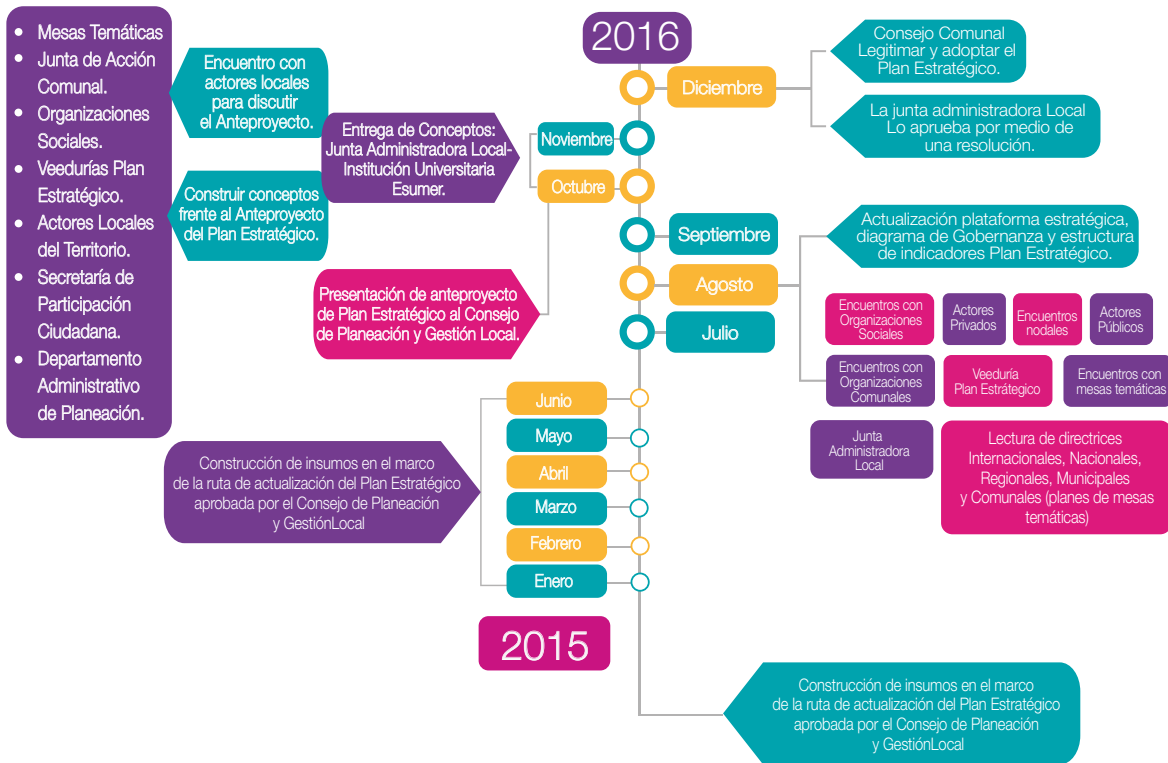 • Mesas Temáticas
• Junta de Acción
Comunal.
• Organizaciones
Sociales.
• Veedurías Plan
Estratégico.
• Actores Locales
del Territorio.
• Secretaría de
Participación
Ciudadana.
• Departamento
Administrativo
de Planeación.
Encuentro con
actores locales
para discutir
el Anteproyecto.
Construir conceptos
frente al Anteproyecto
del Plan Estratégico.
Entrega de Conceptos:
Junta Administradora Local-
Institución Universitaria
Esumer.
Presentación de anteproyecto
de Plan Estratégico al Consejo
de Planeación y Gestión Local.
2016
Diciembre
Noviembre
Octubre
Septiembre
Agosto
Julio
Consejo Comunal
Legitimar y adoptar el
Plan Estratégico.
La junta administradora Local
Lo aprueba por medio de
una resolución.
Actualización plataforma estratégica,
diagrama de Gobernanza y estructura
de indicadores Plan Estratégico.
Encuentros con
Organizaciones
Sociales
Actores
Privados
Encuentros
nodales
Actores
Públicos
Encuentros con
Organizaciones
Comunales
Veeduría
Plan Estrátegico
Encuentros con
mesas temáticas
Junta
Administradora
Local
Lectura de directrices
Internacionales, Nacionales,
Regionales, Municipales
y Comunales (planes de mesas
temáticas)
Junio
Mayo
Abril
Marzo
Febrero
Enero
Construcción de insumos en el marco
de la ruta de actualización del Plan Estratégico
aprobada por el Consejo de Planeación
y GestiónLocal
2015
Construcción de insumos en el marco
de la ruta de actualización del Plan Estratégico
aprobada por el Consejo de Planeación
y GestiónLocal